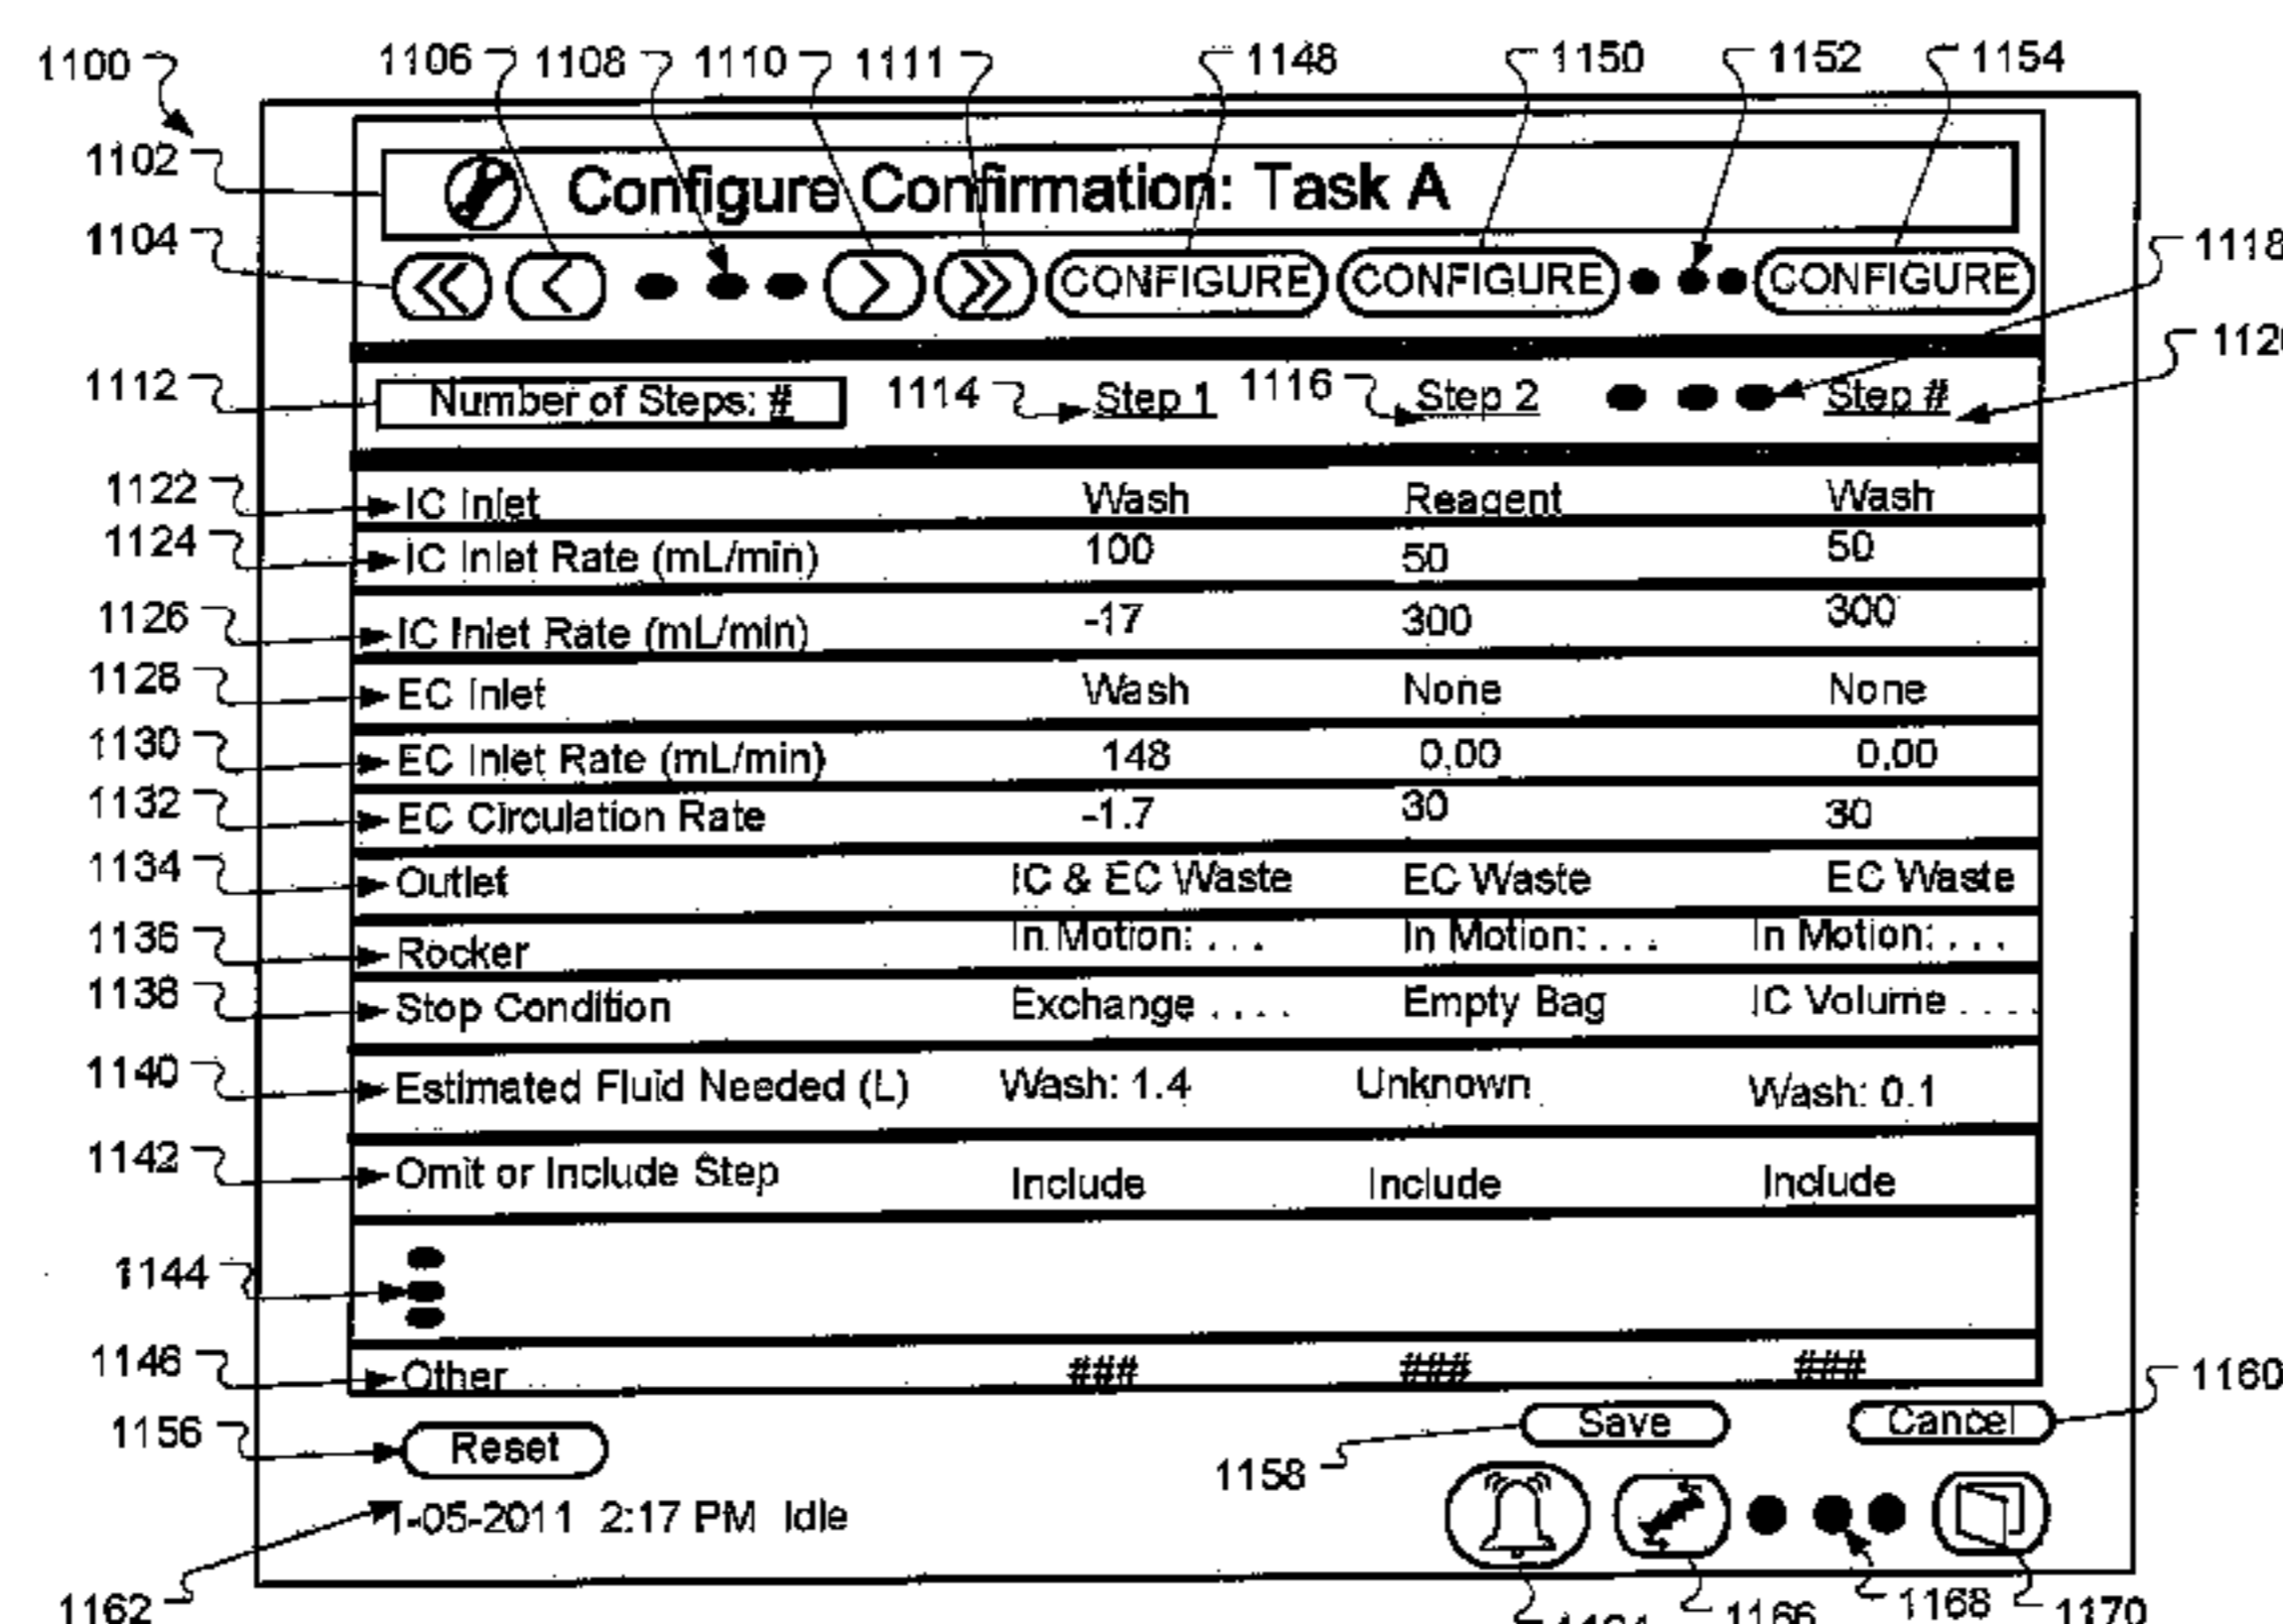 1100 1106 1108 1110 1111 1148 1150 1152 1154
1102 Configure Confirmation: Task A
1104 << < > >> CONFIGURE CONFIGURE CONFIGURE 1118
1112 Number of Steps: # 1114 Step 1 1116 Step 2 Step #
1122 IC Inlet Wash Reagent Wash
1124 IC Inlet Rate (mL/min) 100 50 50
1126 IC Inlet Rate (mL/min) -17 300 300
1128 EC Inlet Wash None None
1130 EC Inlet Rate (mL/min) 148 0.00 0.00
1132 EC Circulation Rate -1.7 30 30
1134 Outlet IC & EC Waste EC Waste EC Waste
1136 Rocker In Motion: . . . In Motion: . . . In Motion: . . .
1138 Stop Condition Exchange . . . . Empty Bag IC Volume . . . .
1140 Estimated Fluid Needed (L) Wash: 1.4 Unknown Wash: 0.1
1142 Omit or Include Step Include Include Include
1144
1146 Other ### ### ###
1156 Reset 1158 Save Cancel 1160
1-05-2011 2:17 PM Idle
1162 1166 1168 1170